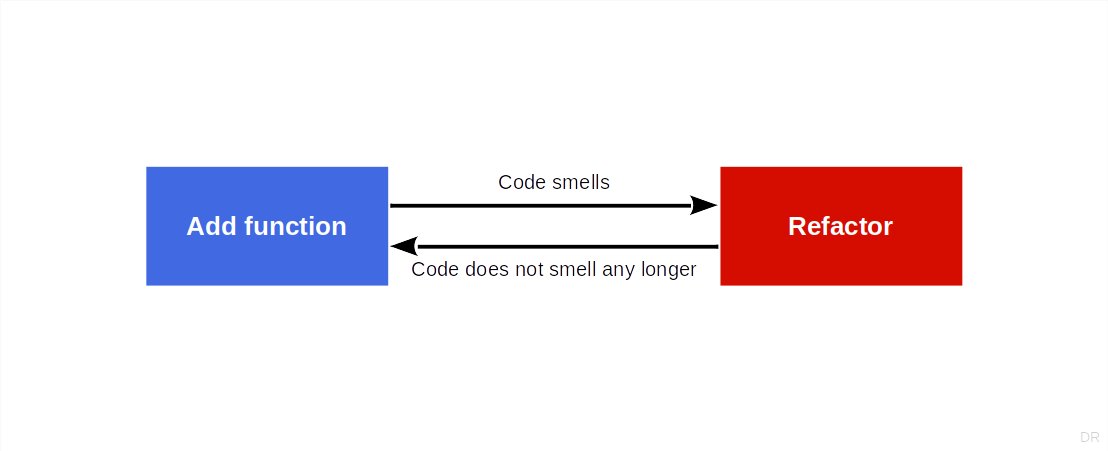 Code smells
Add function
Refactor
Code does not smell any longer
DR